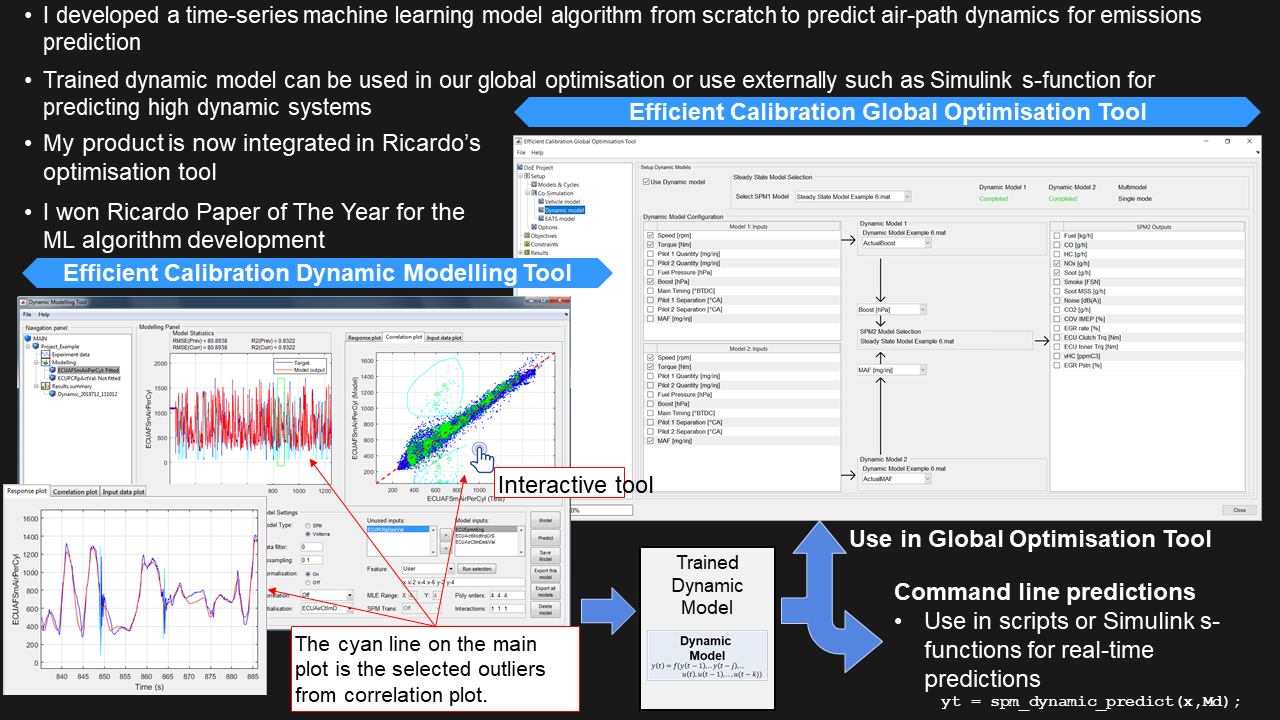 • I developed a time-series machine learning model algorithm from scratch to predict air-path dynamics for emissions
prediction
• Trained dynamic model can be used in our global optimisation or use externally such as Simulink s-function for
predicting high dynamic systems
• My product is now integrated in Ricardo's
optimisation tool
• I won Ricardo Paper of The Year for the
ML algorithm development
Efficient Calibration Global Optimisation Tool
Efficient Calibration Global Optimisation Tool
File Help
DoE Project
Setup
Models & Cycles
Co-Simulation
Vehicle model
Dynamic model
EATS model
Options
Objectives
Constraints
Results
Setup Dynamic Models
Use Dynamic model
Steady State Model Selection
Select SPM1 Model
Steady State Model Example 6.mat
Dynamic Model 1
Completed
Dynamic Model 2
Completed
Multimodel
Single mode
Dynamic Model Configuration
Model 1: Inputs
Speed [rpm]
Torque [Nm]
Pilot 1 Quantity [mg/inj]
Pilot 2 Quantity [mg/inj]
Fuel Pressure [hPa]
Boost [hPa]
Main Timing [°BTDC]
Pilot 1 Separation [°CA]
Pilot 2 Separation [°CA]
MAF [mg/inj]
Model 2: Inputs
Speed [rpm]
Torque [Nm]
Pilot 1 Quantity [mg/inj]
Pilot 2 Quantity [mg/inj]
Fuel Pressure [hPa]
Boost [hPa]
Main Timing [°BTDC]
Pilot 1 Separation [°CA]
Pilot 2 Separation [°CA]
MAF [mg/inj]
Dynamic Model 1
Dynamic Model Example 6.mat
ActualBoost
Boost [hPa]
SPM2 Model Selection
Steady State Model Example 6.mat
MAF [mg/inj]
Dynamic Model 2
Dynamic Model Example 6.mat
ActualMAF
SPM2 Outputs
Fuel [kg/h]
CO [g/h]
HC [g/h]
NOx [g/h]
Soot [g/h]
Smoke [FSN]
Soot MSS [g/h]
Noise [dB(A)]
CO2 [g/h]
COV IMEP [%]
EGR rate [%]
ECU Clutch Trq [Nm]
ECU Inner Trq [Nm]
vHC [ppmC3]
EGR Pstn [%]
0%
Close
Efficient Calibration Dynamic Modelling Tool
Dynamic Modelling Tool
File Help
Navigation panel:
MAIN
Project_Example
Experiment data
Modelling
ECUAFSmAirPerCyl: Fitted
EUPCRpActVal: Not fitted
Results summary
Dynamic_2019712_111012
Modelling Panel
Model Statistics
RMSE(Prev) = 80.8938 R2(Prev) = 0.9322
RMSE(Curr) = 80.8938 R2(Curr) = 0.9322
Target
Model output
ECUAFSmAirPerCyl
2000
1500
1000
500
0
800 1000 1200
Response plot Correlation plot Input data plot
ECUAFSmAirPerCyl (Model)
1600
1400
1200
1000
800
600
400
200
200 400 600 800 1000
ECUAFSmAirPerCyl (Test)
Interactive tool
odel Settings
odel Type:
SPM
Volterra
ata filter:
0
sampling:
0.1
ormalisation:
On
Off
Off
tialisation:
ECUAirCtlmD...
Unused inputs:
EUPCRpDesVal
Model inputs:
ECUEpmnEng
ECUActModtrqCrS
ECUAirCtlmDesVal
Feature:
User
Run selection
x x-2 x-4 x-6 y-2 y-4
MLE Range: X:
Y:
Poly orders: 4 4 4
SPM Trans: Off
Interactions: 1 1 1
Model
Predict
Save
Model
Export this
model
Export all
models
Delete
model
Response plot Correlation plot Input data plot
ECUAFSmAirPerCyl
1600
1400
1200
1000
800
600
400
200
0
840 845 850 855 860 865 870 875 880 885
Time (s)
The cyan line on the main
plot is the selected outliers
from correlation plot.
Trained
Dynamic
Model
Dynamic
Model
y(t) = f(y(t−1),..y(t−j),..
u(t),u(t−1),..,u(t−k))
Use in Global Optimisation Tool
Command line predictions
• Use in scripts or Simulink s-
functions for real-time
predictions
yt = spm_dynamic_predict(x,Md);